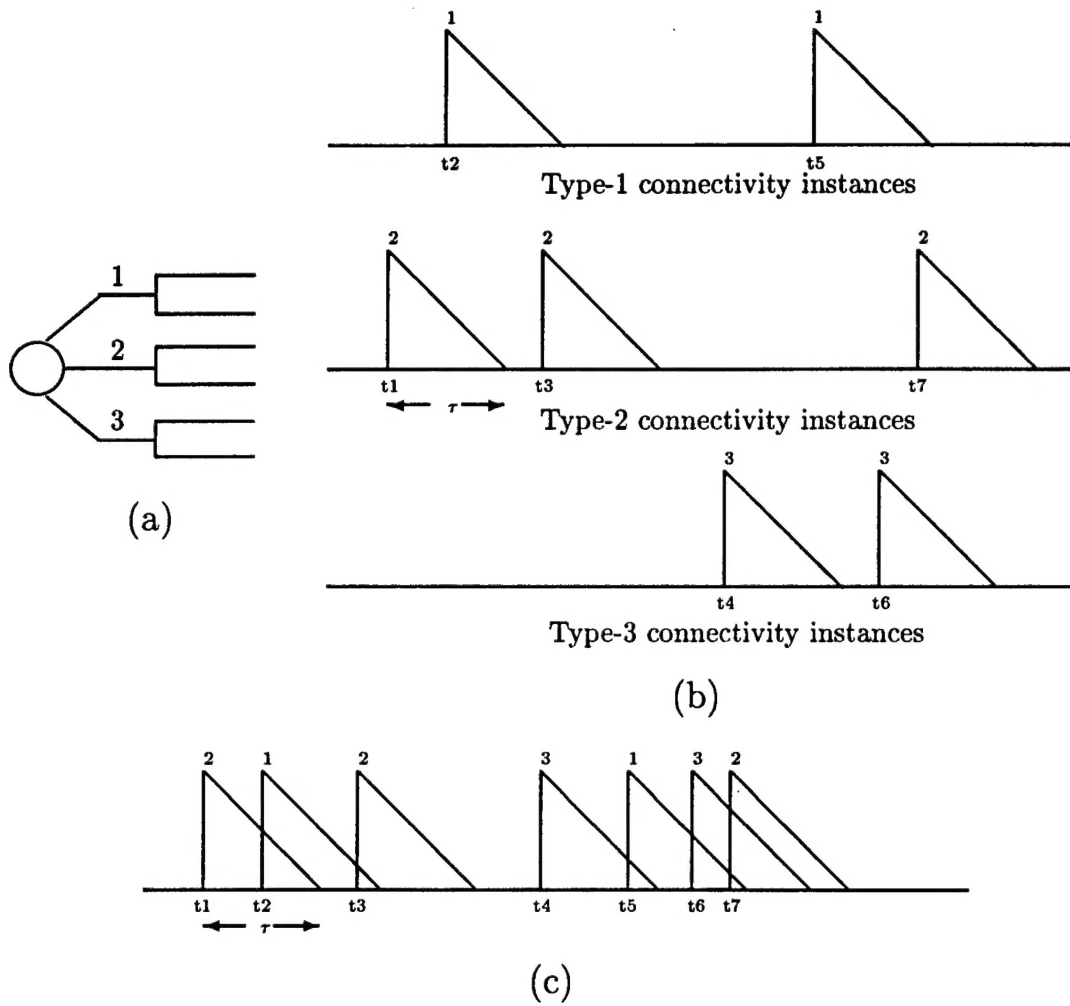 1 1
t2 t5
Type-1 connectivity instances
2 2 2
t1 t3 t7
τ
Type-2 connectivity instances
1
2
3
(a)
3 3
t4 t6
Type-3 connectivity instances
(b)
2 1 2 3 1 3 2
t1 t2 t3 t4 t5 t6 t7
τ
(c)